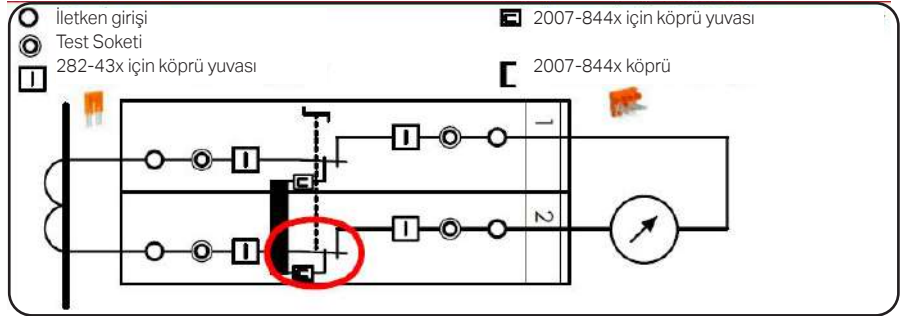 İletken girişi
Test Soketi
282-43x için köprü yuvası
2007-844x için köprü yuvası
2007-844x köprü
1
2